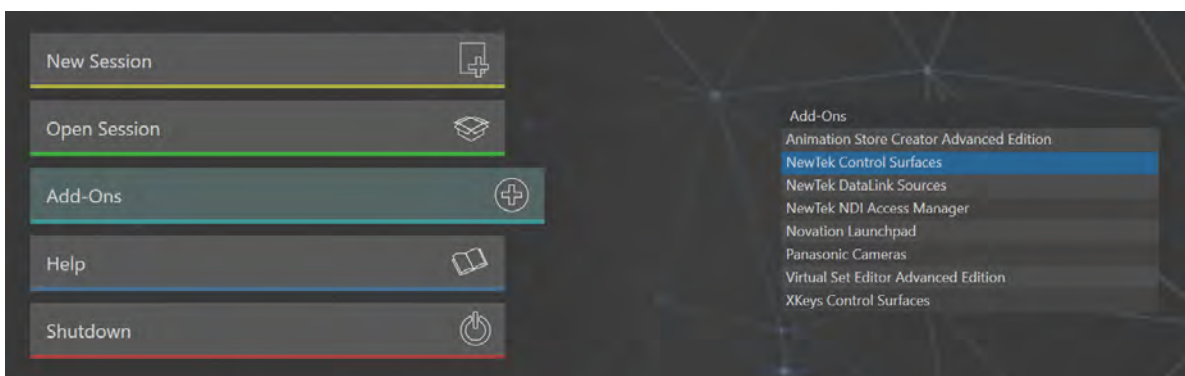 New Session
Open Session
Add-Ons
Help
Shutdown
Add-Ons
Animation Store Creator Advanced Edition
NewTek Control Surfaces
NewTek DataLink Sources
NewTek NDI Access Manager
Novation Launchpad
Panasonic Cameras
Virtual Set Editor Advanced Edition
XKeys Control Surfaces